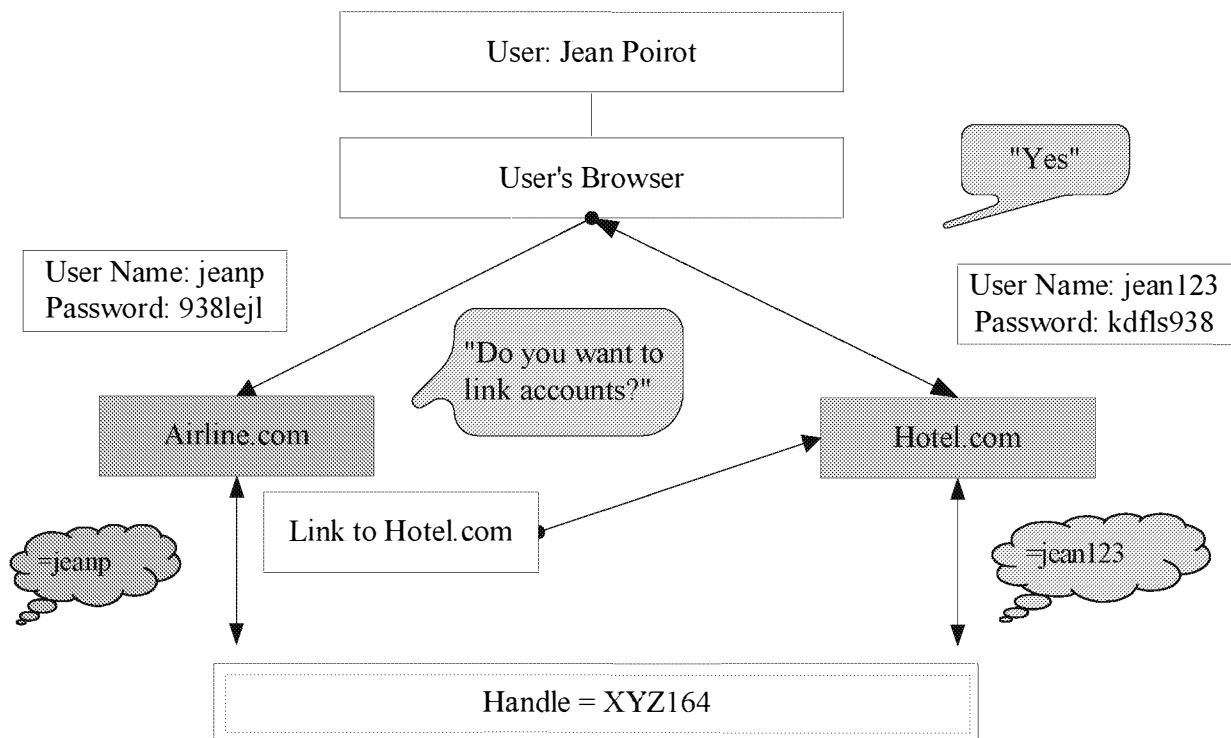 User: Jean Poirot
User's Browser
"Yes"
User Name: jeanp
Password: 938lejl
User Name: jean123
Password: kdfls938
"Do you want to
link accounts?"
Airline.com
Hotel.com
Link to Hotel.com
=jeanp
=jean123
Handle = XYZ164